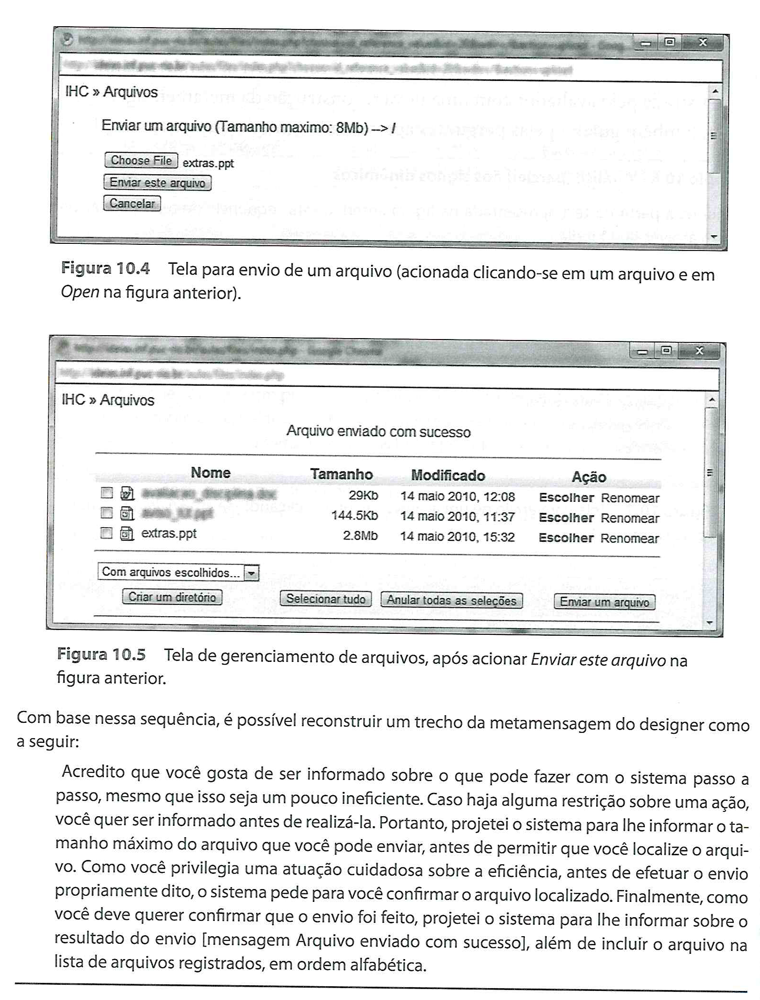 IHC » Arquivos
Enviar um arquivo (Tamanho maximo: 8Mb) --> /
Choose File extras.ppt
Enviar este arquivo
Cancelar
Figura 10.4 Tela para envio de um arquivo (acionada clicando-se em um arquivo e em
Open na figura anterior).
IHC » Arquivos
Arquivo enviado com sucesso
Nome Tamanho Modificado Ação
29Kb 14 maio 2010, 12:08 Escolher Renomear
144.5Kb 14 maio 2010, 11:37 Escolher Renomear
extras.ppt 2.8Mb 14 maio 2010, 15:32 Escolher Renomear
Com arquivos escolhidos...
Criar um diretório Selecionar tudo Anular todas as seleções Enviar um arquivo
Figura 10.5 Tela de gerenciamento de arquivos, após acionar Enviar este arquivo na
figura anterior.
Com base nessa sequência, é possível reconstruir um trecho da metamensagem do designer como
a seguir:
Acredito que você gosta de ser informado sobre o que pode fazer com o sistema passo a
passo, mesmo que isso seja um pouco ineficiente. Caso haja alguma restrição sobre uma ação,
você quer ser informado antes de realizá-la. Portanto, projetei o sistema para lhe informar o ta-
manho máximo do arquivo que você pode enviar, antes de permitir que você localize o arqui-
vo. Como você privilegia uma atuação cuidadosa sobre a eficiência, antes de efetuar o envio
propriamente dito, o sistema pede para você confirmar o arquivo localizado. Finalmente, como
você deve querer confirmar que o envio foi feito, projetei o sistema para lhe informar sobre o
resultado do envio [mensagem Arquivo enviado com sucesso], além de incluir o arquivo na
lista de arquivos registrados, em ordem alfabética.